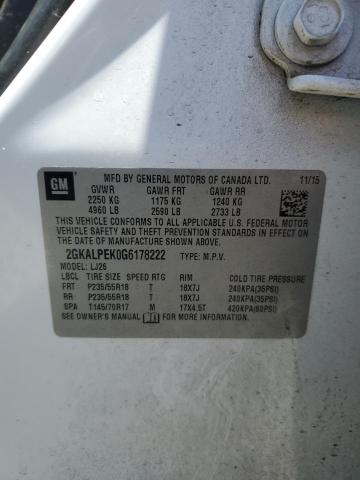 GM
MFD BY GENERAL MOTORS OF CANADA LTD. 11/15
GVWR GAWR FRT GAWR RR
2250 KG 1175 KG 1240 KG
4960 LB 2590 LB 2733 LB
THIS VEHICLE CONFORMS TO ALL APPLICABLE U.S. FEDERAL MOTOR
VEHICLE SAFETY AND THEFT PREVENTION STANDARDS IN EFFECT ON
THE DATE OF MANUFACTURE SHOWN ABOVE.
2GKALPEK0G6178222 TYPE: M.P.V.
MODEL: LJ26
LBCL TIRE SIZE SPEED RTG RIM COLD TIRE PRESSURE
FRT P235/55R18 T 18X7J 240KPA(35PSI)
RR P235/55R18 T 18X7J 240KPA(35PSI)
SPA T145/70R17 M 17X4.5T 420KPA(60PSI)
SEE OWNER'S MANUAL FOR MORE INFORMATION.